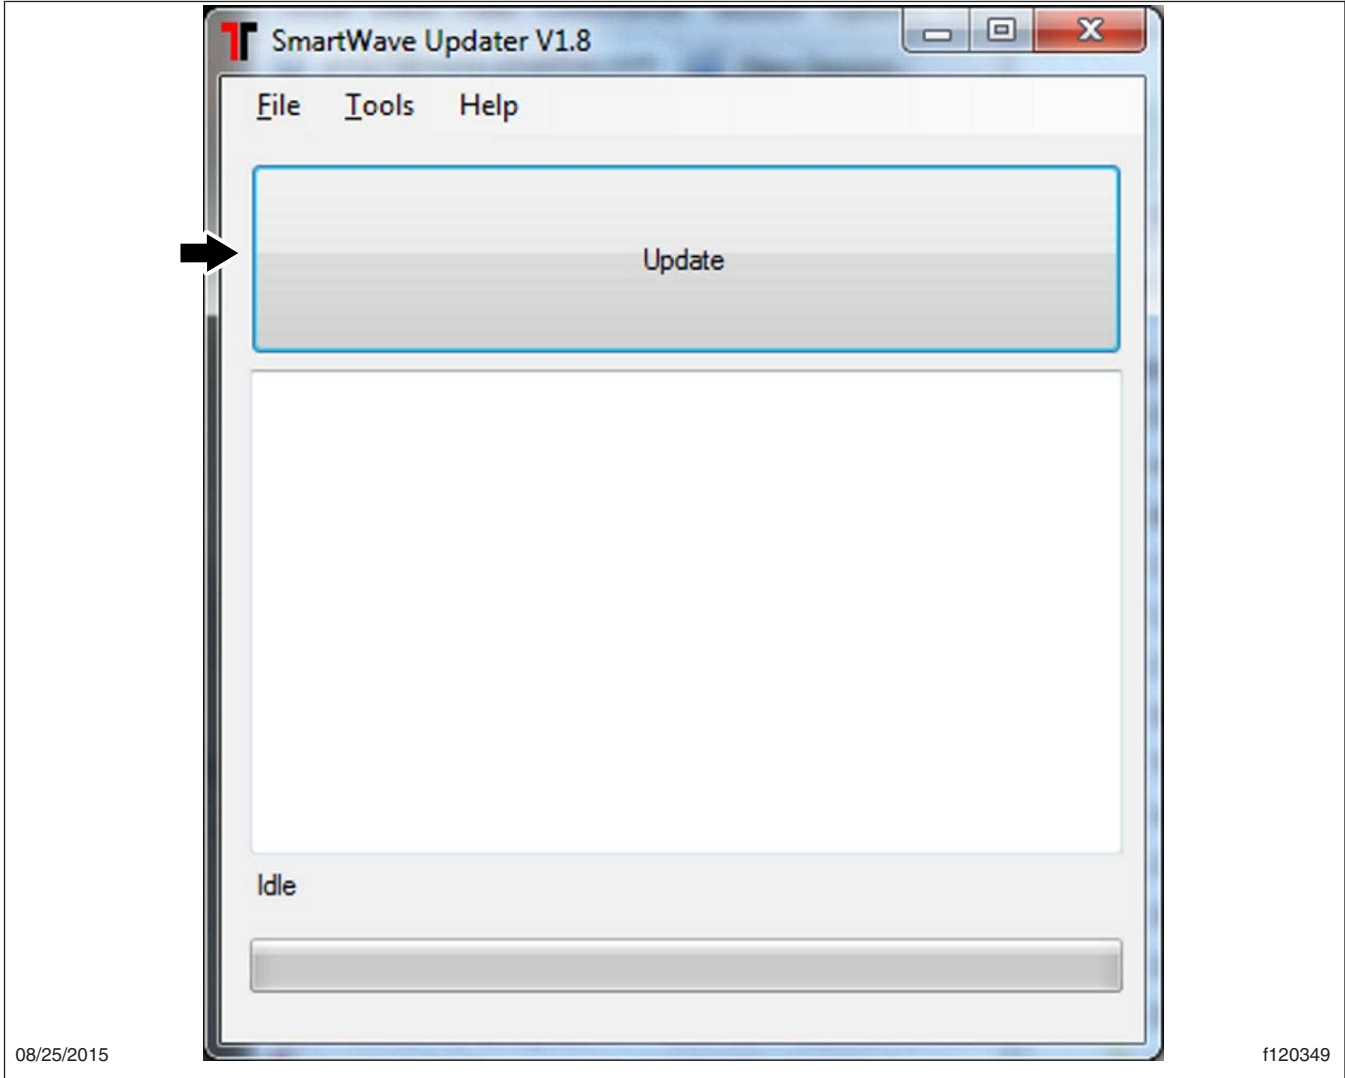 SmartWave Updater V1.8
File Tools Help
Update
Idle
08/25/2015
f120349